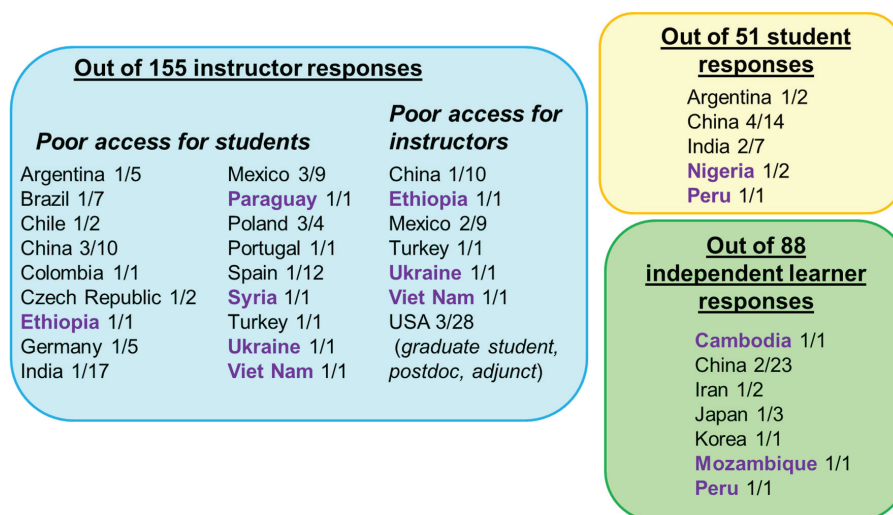 Out of 155 instructor responses
Poor access for students
Argentina 1/5
Brazil 1/7
Chile 1/2
China 3/10
Colombia 1/1
Czech Republic 1/2
Ethiopia 1/1
Germany 1/5
India 1/17
Mexico 3/9
Paraguay 1/1
Poland 3/4
Portugal 1/1
Spain 1/12
Syria 1/1
Turkey 1/1
Ukraine 1/1
Viet Nam 1/1
Poor access for
instructors
China 1/10
Ethiopia 1/1
Mexico 2/9
Turkey 1/1
Ukraine 1/1
Viet Nam 1/1
USA 3/28
(graduate student,
postdoc, adjunct)
Out of 51 student
responses
Argentina 1/2
China 4/14
India 2/7
Nigeria 1/2
Peru 1/1
Out of 88
independent learner
responses
Cambodia 1/1
China 2/23
Iran 1/2
Japan 1/3
Korea 1/1
Mozambique 1/1
Peru 1/1